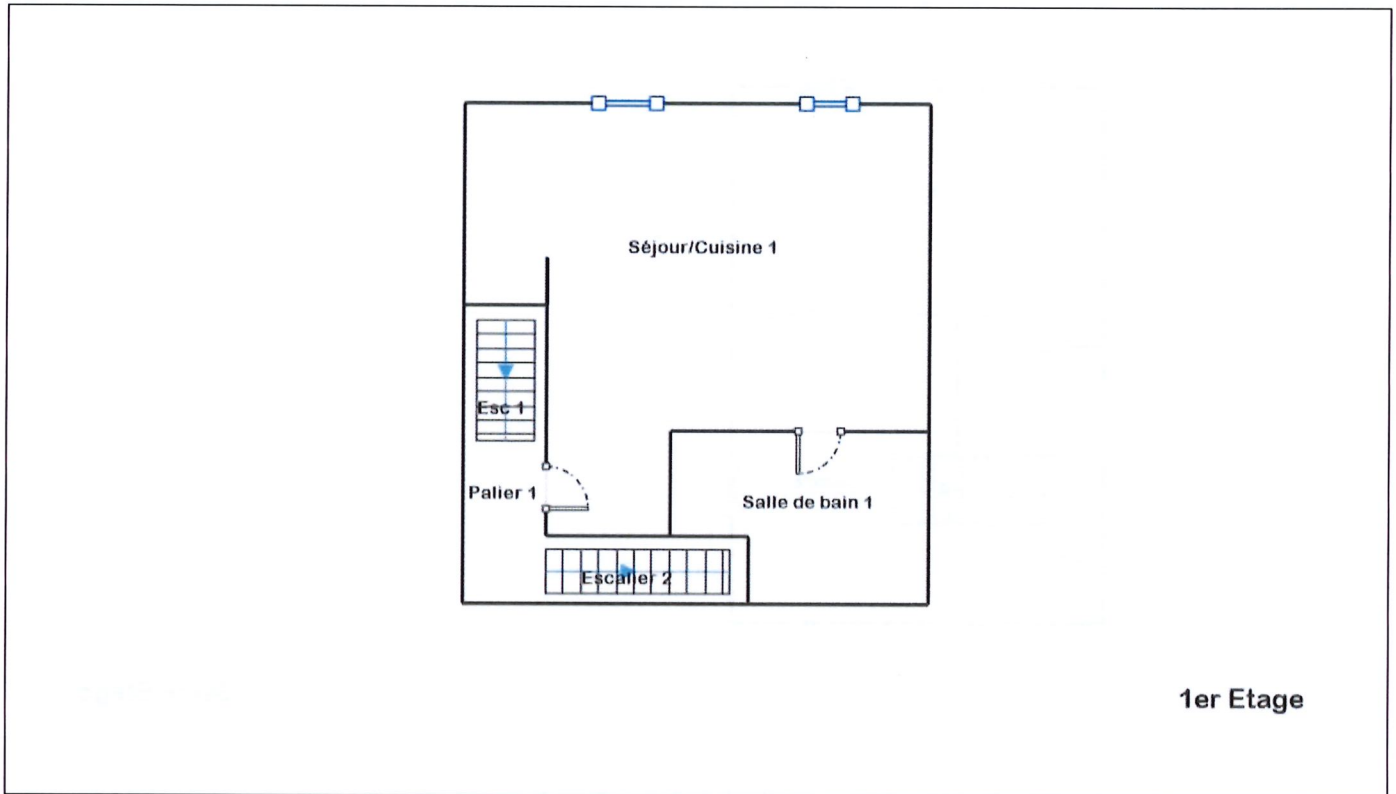 Séjour/Cuisine 1
Esc 1
Palier 1
Salle de bain 1
Escalier 2
1er Etage